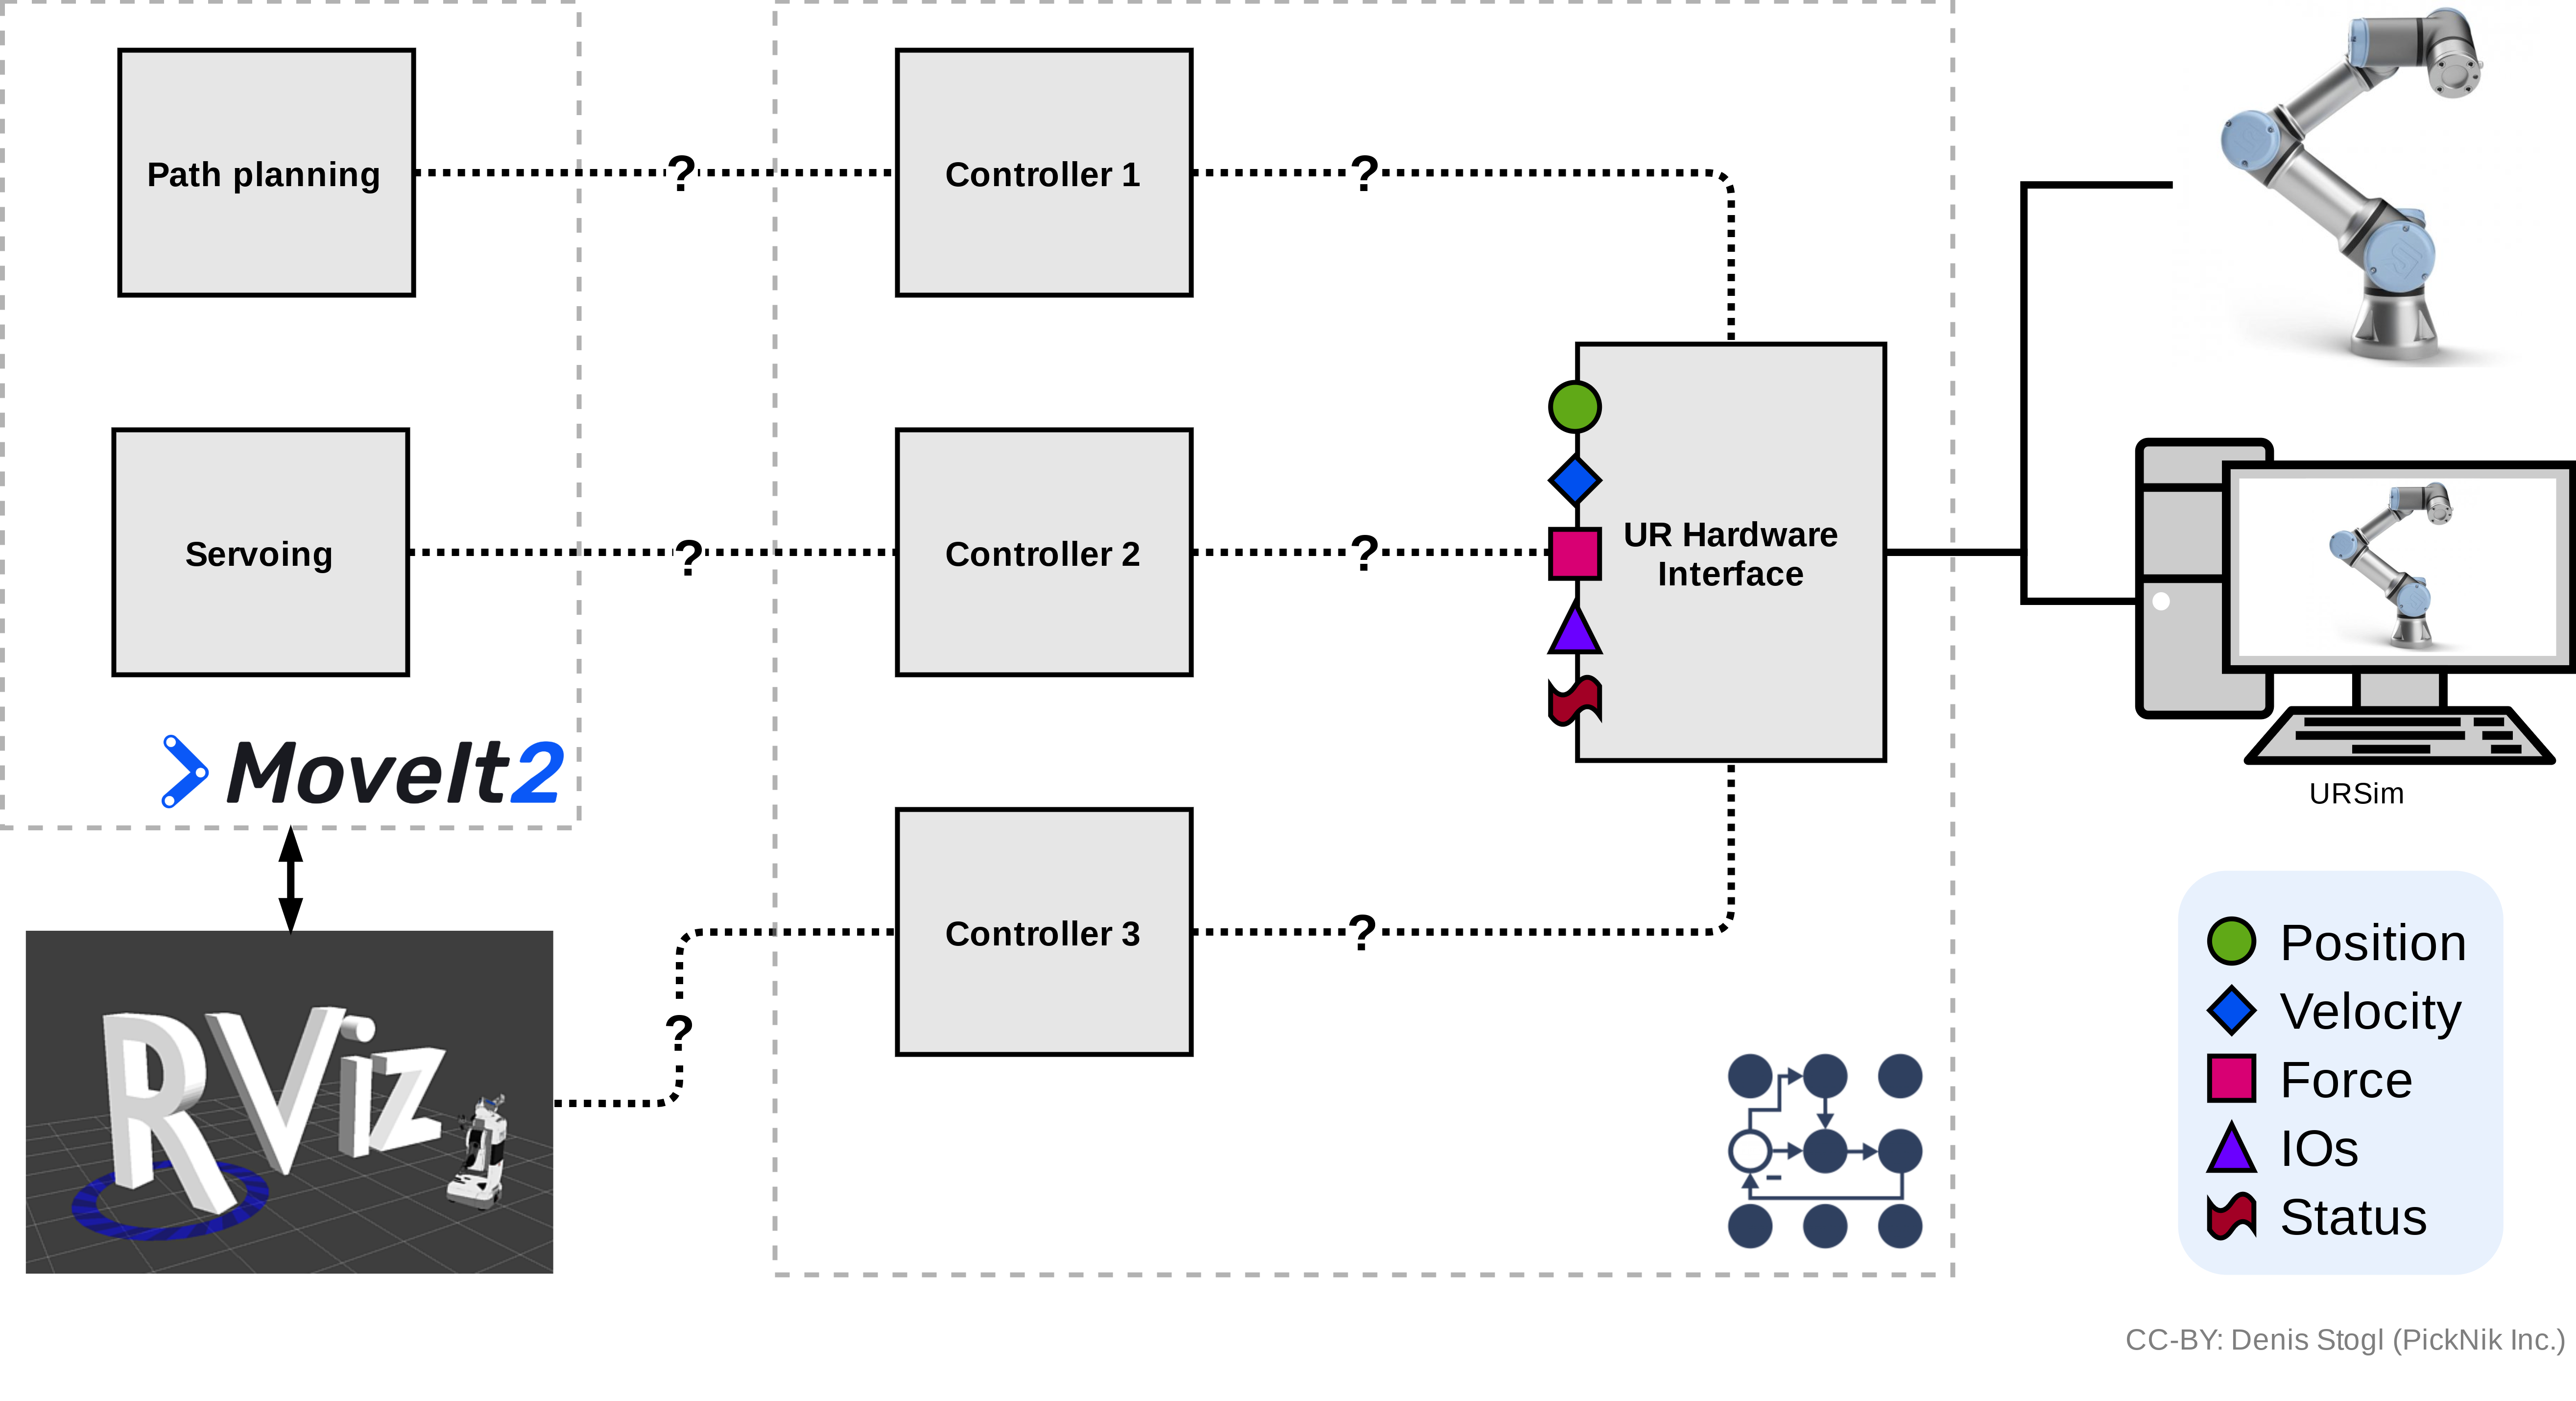 Path planning
?
Controller 1
?
Servoing
?
Controller 2
?
UR Hardware
Interface
MoveIt2
URSim
Controller 3
?
?
RViz
Position
Velocity
Force
IOs
Status
CC-BY: Denis Stogl (PickNik Inc.)